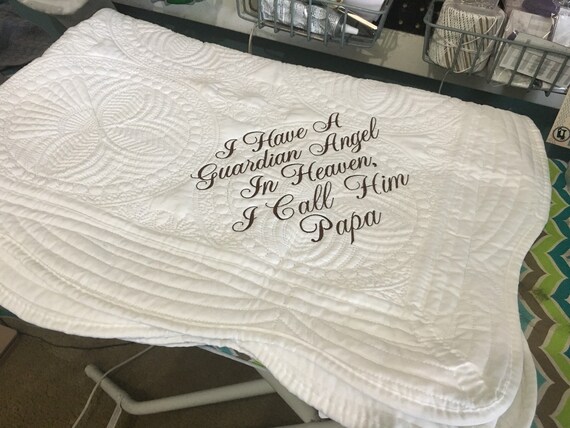 I Have A
Guardian Angel
In Heaven,
I Call Him
Papa